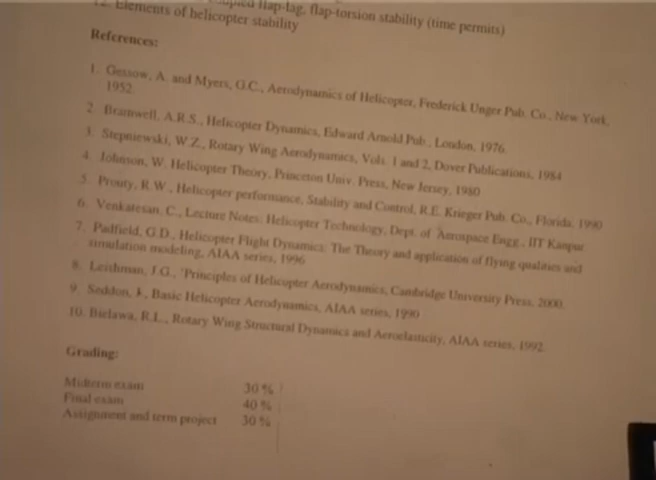 flap-lag, flap-torsion stability (time permits)
12. Elements of helicopter stability
References:
1. Gessow, A. and Myers, G.C., Aerodynamics of Helicopter, Frederick Unger Pub. Co., New York,
1952.
2. Bramwell, A.R.S., Helicopter Dynamics, Edward Arnold Pub., London, 1976.
3. Stepniewski, W.Z., Rotary Wing Aerodynamics, Vols. 1 and 2, Dover Publications, 1984
4. Johnson, W. Helicopter Theory, Princeton Univ. Press, New Jersey, 1980
5. Prouty, R.W., Helicopter performance, Stability and Control, R.E. Krieger Pub. Co., Florida, 1990
6. Venkatesan, C., Lecture Notes: Helicopter Technology, Dept. of Aerospace Engg., IIT Kanpur
7. Padfield, G.D., Helicopter Flight Dynamics: The Theory and application of flying qualities and
simulation modeling, AIAA series, 1996
8. Leishman, J.G., 'Principles of Helicopter Aerodynamics, Cambridge University Press, 2000.
9. Seddon, J., Basic Helicopter Aerodynamics, AIAA series, 1990
10. Bielawa, R.L., Rotary Wing Structural Dynamics and Aeroelasticity, AIAA series, 1992.
Grading:
Midterm exam 30 %
Final exam 40 %
Assignment and term project 30 %